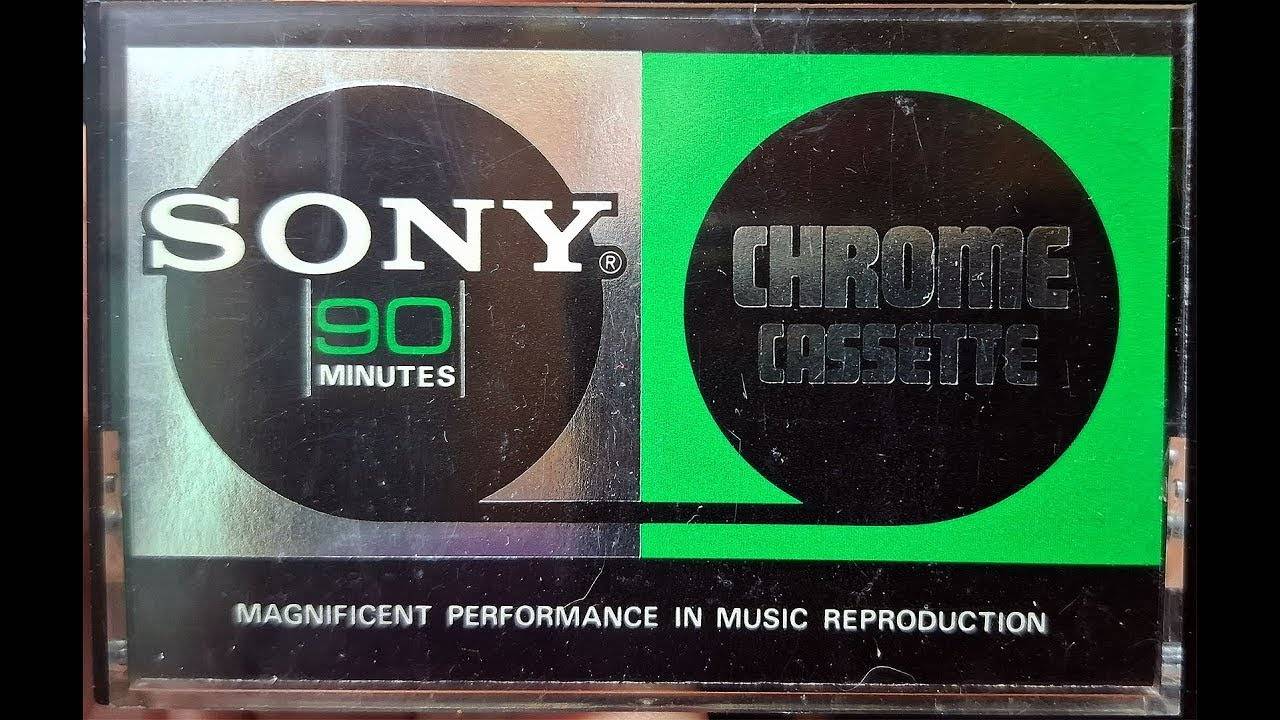 SONY®
90
MINUTES
CHROME
CASSETTE
MAGNIFICENT PERFORMANCE IN MUSIC REPRODUCTION